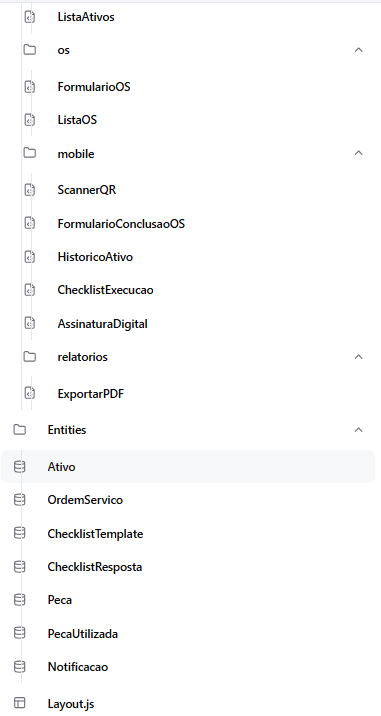 ListaAtivos
os
FormularioOS
ListaOS
mobile
ScannerQR
FormularioConclusaoOS
HistoricoAtivo
ChecklistExecucao
AssinaturaDigital
relatorios
ExportarPDF
Entities
Ativo
OrdemServico
ChecklistTemplate
ChecklistResposta
Peca
PecaUtilizada
Notificacao
Layout.js